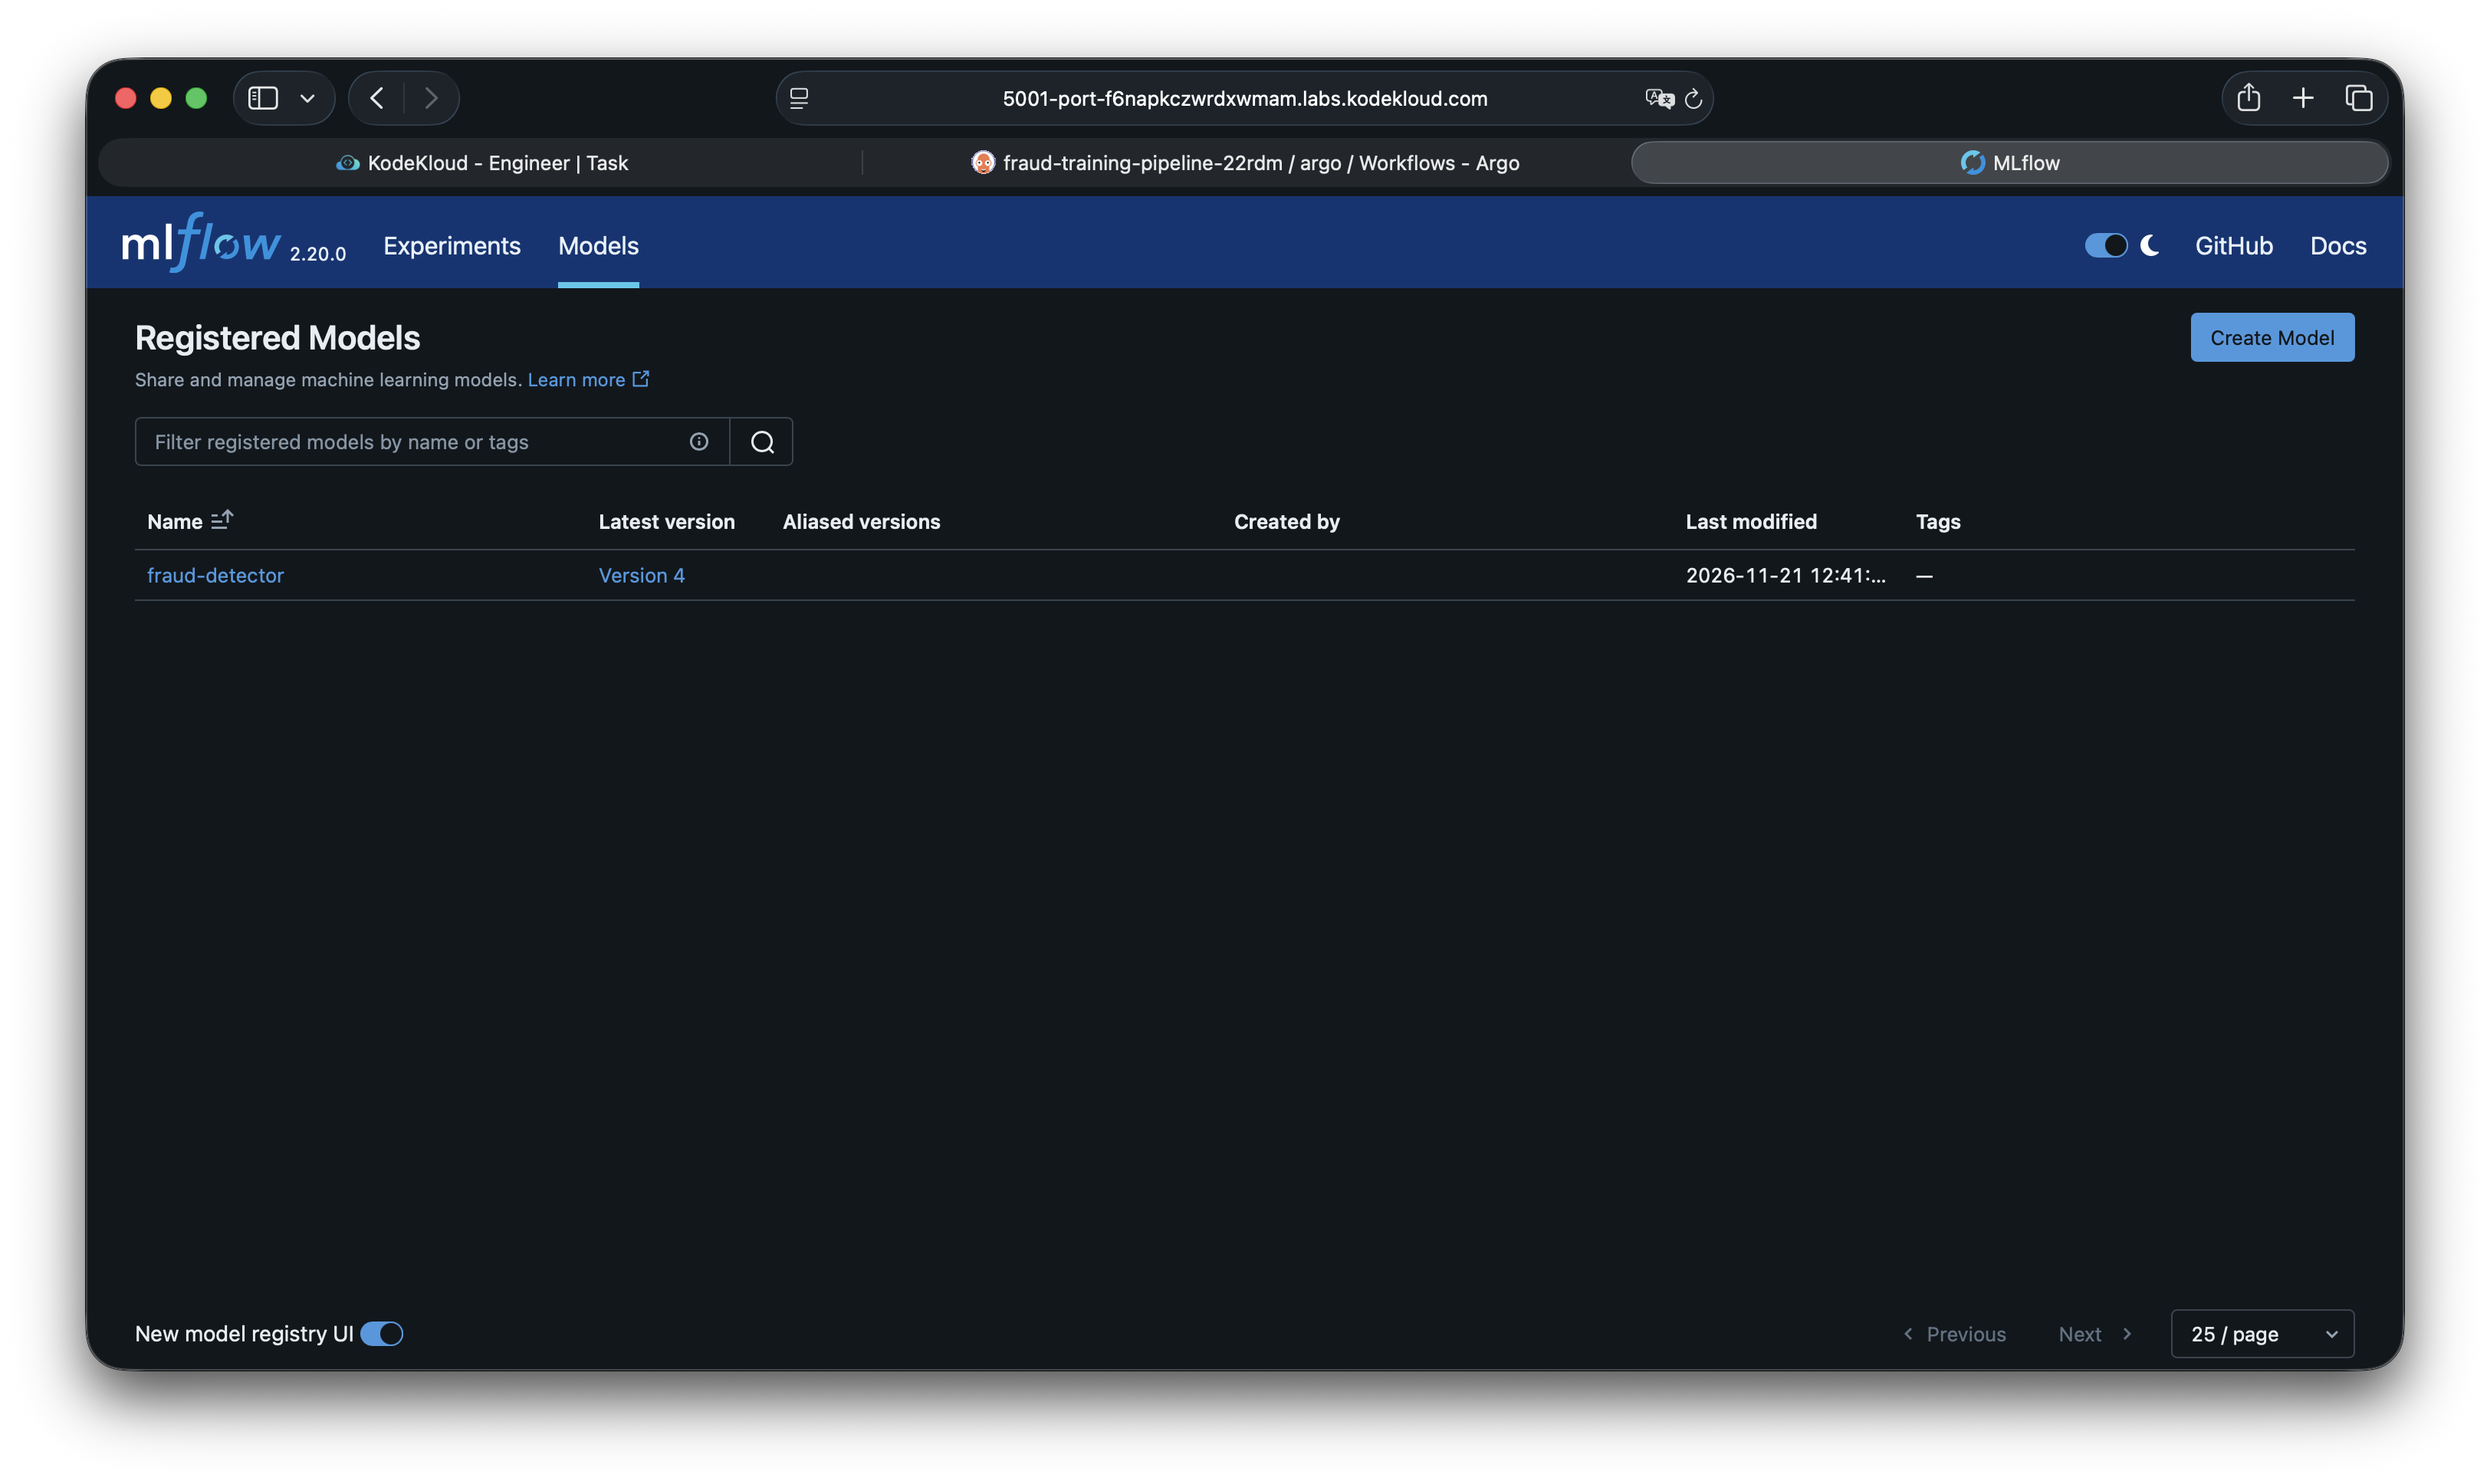 5001-port-f6napkczwrdxwmam.labs.kodekloud.com
KodeKloud - Engineer | Task
fraud-training-pipeline-22rdm / argo / Workflows - Argo
MLflow
mlflow 2.20.0 Experiments Models GitHub Docs
Registered Models
Create Model
Share and manage machine learning models. Learn more
Filter registered models by name or tags
Name Latest version Aliased versions Created by Last modified Tags
fraud-detector Version 4 2026-11-21 12:41:... —
New model registry UI Previous Next 25 / page